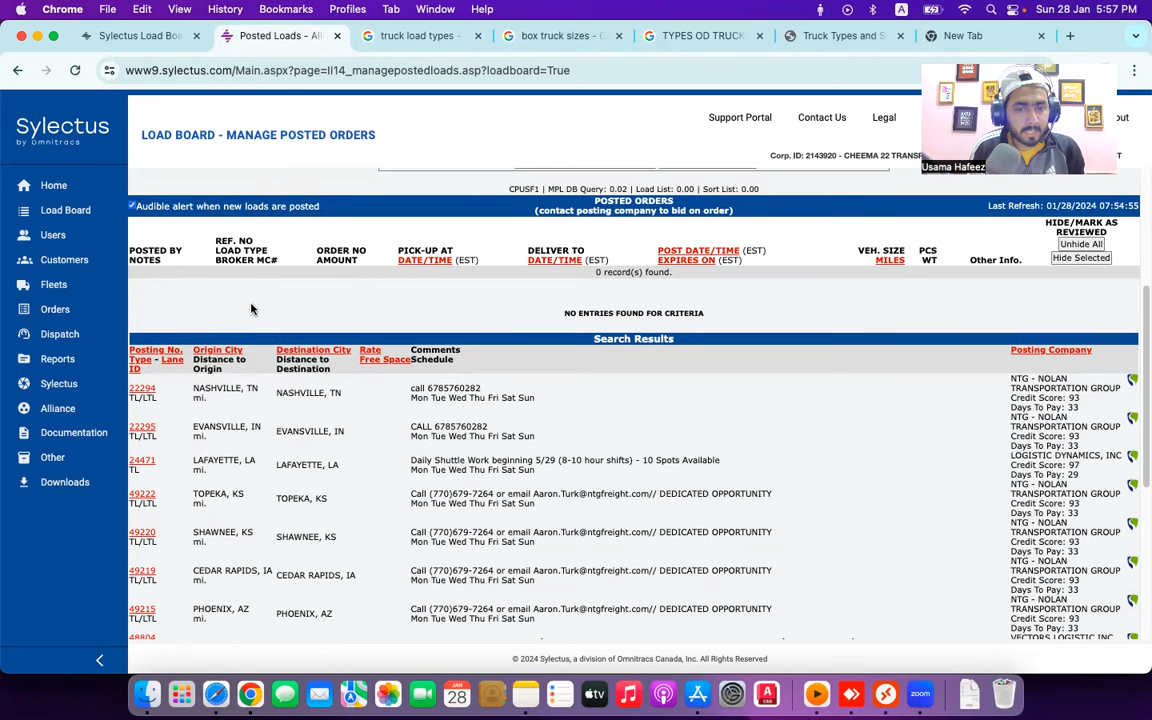 Chrome File Edit View History Bookmarks Profiles Tab Window Help A Sun 28 Jan 5:57 PM
Sylectus Load Boa Posted Loads - All truck load types - box truck sizes - G TYPES OD TRUCK Truck Types and S New Tab
www9.sylectus.com/Main.aspx?page=II14_managepostedloads.asp?loadboard=True
Sylectus
by Omnitracs
Home
Load Board
Users
Customers
Fleets
Orders
Dispatch
Reports
Sylectus
Alliance
Documentation
Other
Downloads
Support Portal Contact Us Legal out
LOAD BOARD - MANAGE POSTED ORDERS
Corp. ID: 2143920 - CHEEMA 22 TRANSP T
Usama Hafeez
CPUSF1 | MPL DB Query: 0.02 | Load List: 0.00 | Sort List: 0.00
Audible alert when new loads are posted POSTED ORDERS Last Refresh: 01/28/2024 07:54:55
(contact posting company to bid on order)
POSTED BY
NOTES
REF. NO
LOAD TYPE
BROKER MC#
ORDER NO
AMOUNT
PICK-UP AT
DATE/TIME (EST)
DELIVER TO
DATE/TIME (EST)
POST DATE/TIME (EST)
EXPIRES ON (EST)
VEH. SIZE
MILES
PCS
WT
Other Info.
HIDE/MARK AS
REVIEWED
Unhide All
Hide Selected
0 record(s) found.
NO ENTRIES FOUND FOR CRITERIA
Search Results
Posting No.
Type - Lane
ID
Origin City
Distance to
Origin
Destination City
Distance to
Destination
Rate
Free Space
Comments
Schedule
Posting Company
22294
TL/LTL
NASHVILLE, TN
mi.
NASHVILLE, TN
call 6785760282
Mon Tue Wed Thu Fri Sat Sun
NTG - NOLAN
TRANSPORTATION GROUP
Credit Score: 93
Days To Pay: 33
22295
TL/LTL
EVANSVILLE, IN
mi.
EVANSVILLE, IN
CALL 6785760282
Mon Tue Wed Thu Fri Sat Sun
NTG - NOLAN
TRANSPORTATION GROUP
Credit Score: 93
Days To Pay: 33
24471
TL
LAFAYETTE, LA
mi.
LAFAYETTE, LA
Daily Shuttle Work beginning 5/29 (8-10 hour shifts) - 10 Spots Available
Mon Tue Wed Thu Fri Sat Sun
LOGISTIC DYNAMICS, INC
Credit Score: 97
Days To Pay: 29
49222
TL/LTL
TOPEKA, KS
mi.
TOPEKA, KS
Call (770)679-7264 or email Aaron.Turk@ntgfreight.com// DEDICATED OPPORTUNITY
Mon Tue Wed Thu Fri Sat Sun
NTG - NOLAN
TRANSPORTATION GROUP
Credit Score: 93
Days To Pay: 33
49220
TL/LTL
SHAWNEE, KS
mi.
SHAWNEE, KS
Call (770)679-7264 or email Aaron.Turk@ntgfreight.com// DEDICATED OPPORTUNITY
Mon Tue Wed Thu Fri Sat Sun
NTG - NOLAN
TRANSPORTATION GROUP
Credit Score: 93
Days To Pay: 33
49219
TL/LTL
CEDAR RAPIDS, IA
mi.
CEDAR RAPIDS, IA
Call (770)679-7264 or email Aaron.Turk@ntgfreight.com// DEDICATED OPPORTUNITY
Mon Tue Wed Thu Fri Sat Sun
NTG - NOLAN
TRANSPORTATION GROUP
Credit Score: 93
Days To Pay: 33
49215
TL/LTL
PHOENIX, AZ
mi.
PHOENIX, AZ
Call (770)679-7264 or email Aaron.Turk@ntgfreight.com// DEDICATED OPPORTUNITY
Mon Tue Wed Thu Fri Sat Sun
NTG - NOLAN
TRANSPORTATION GROUP
Credit Score: 93
Days To Pay: 33
48804
VECTORS LOGISTIC INC
© 2024 Sylectus, a division of Omnitracs Canada, Inc. All Rights Reserved
JAN
28
tv
zoom